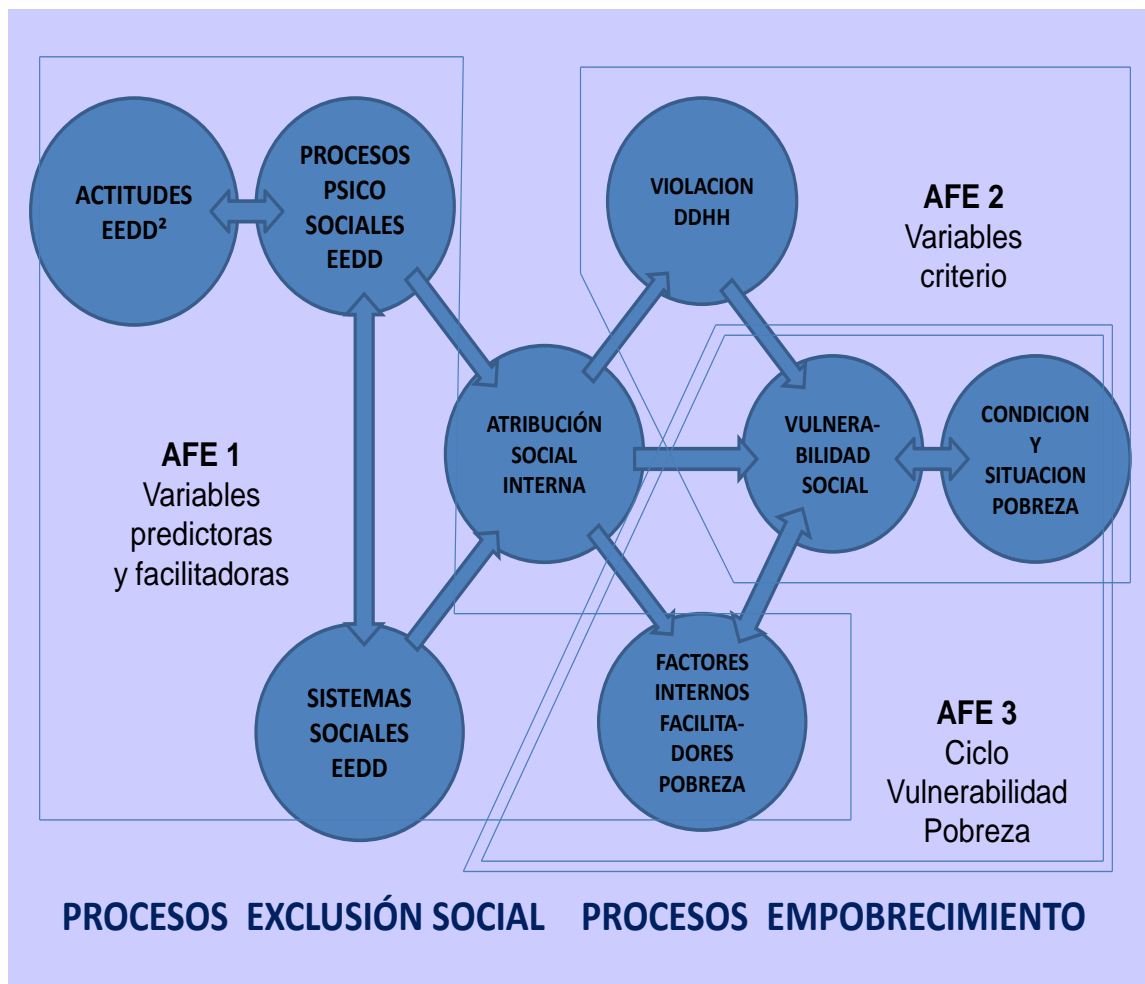 ACTITUDES
EEDD²
PROCESOS
PSICO
SOCIALES
EEDD
VIOLACION
DDHH
AFE 2
Variables
criterio
ATRIBUCIÓN
SOCIAL
INTERNA
VULNERA-
BILIDAD
SOCIAL
CONDICION
Y
SITUACION
POBREZA
AFE 1
Variables
predictoras
y facilitadoras
SISTEMAS
SOCIALES
EEDD
FACTORES
INTERNOS
FACILITA-
DORES
POBREZA
AFE 3
Ciclo
Vulnerabilidad
Pobreza
PROCESOS EXCLUSIÓN SOCIAL PROCESOS EMPOBRECIMIENTO